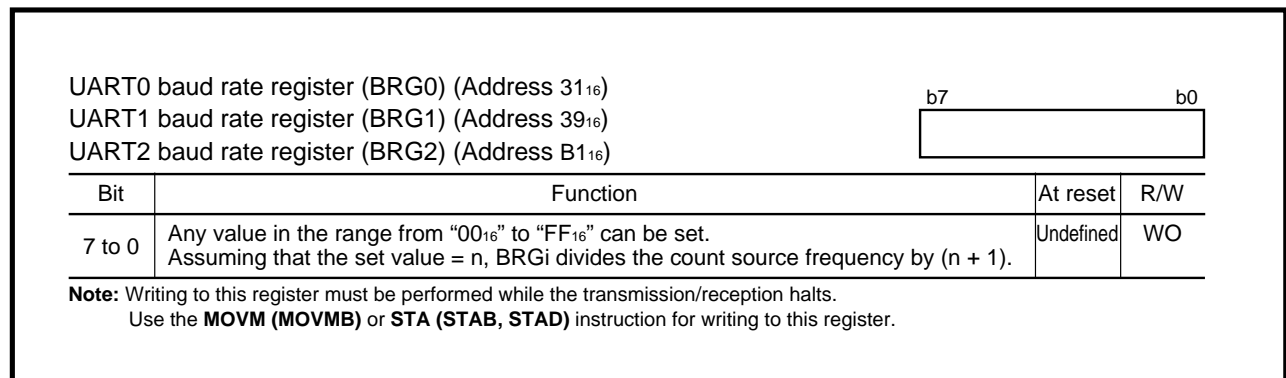 UART0 baud rate register (BRG0) (Address 31₁₆)
UART1 baud rate register (BRG1) (Address 39₁₆)
UART2 baud rate register (BRG2) (Address B1₁₆)
b7 b0
Bit Function At reset R/W
7 to 0 Any value in the range from “00₁₆” to “FF₁₆” can be set. Undefined WO
Assuming that the set value = n, BRGi divides the count source frequency by (n + 1).
Note: Writing to this register must be performed while the transmission/reception halts.
Use the MOVM (MOVMB) or STA (STAB, STAD) instruction for writing to this register.